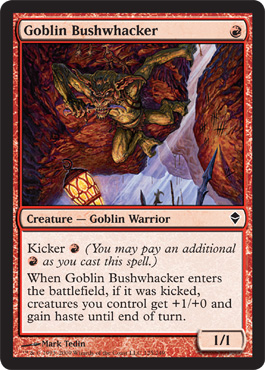 Goblin Bushwhacker
Creature — Goblin Warrior
Kicker (You may pay an additional
as you cast this spell.)
When Goblin Bushwhacker enters
the battlefield, if it was kicked,
creatures you control get +1/+0 and
gain haste until end of turn.
Mark Tedin
1/1